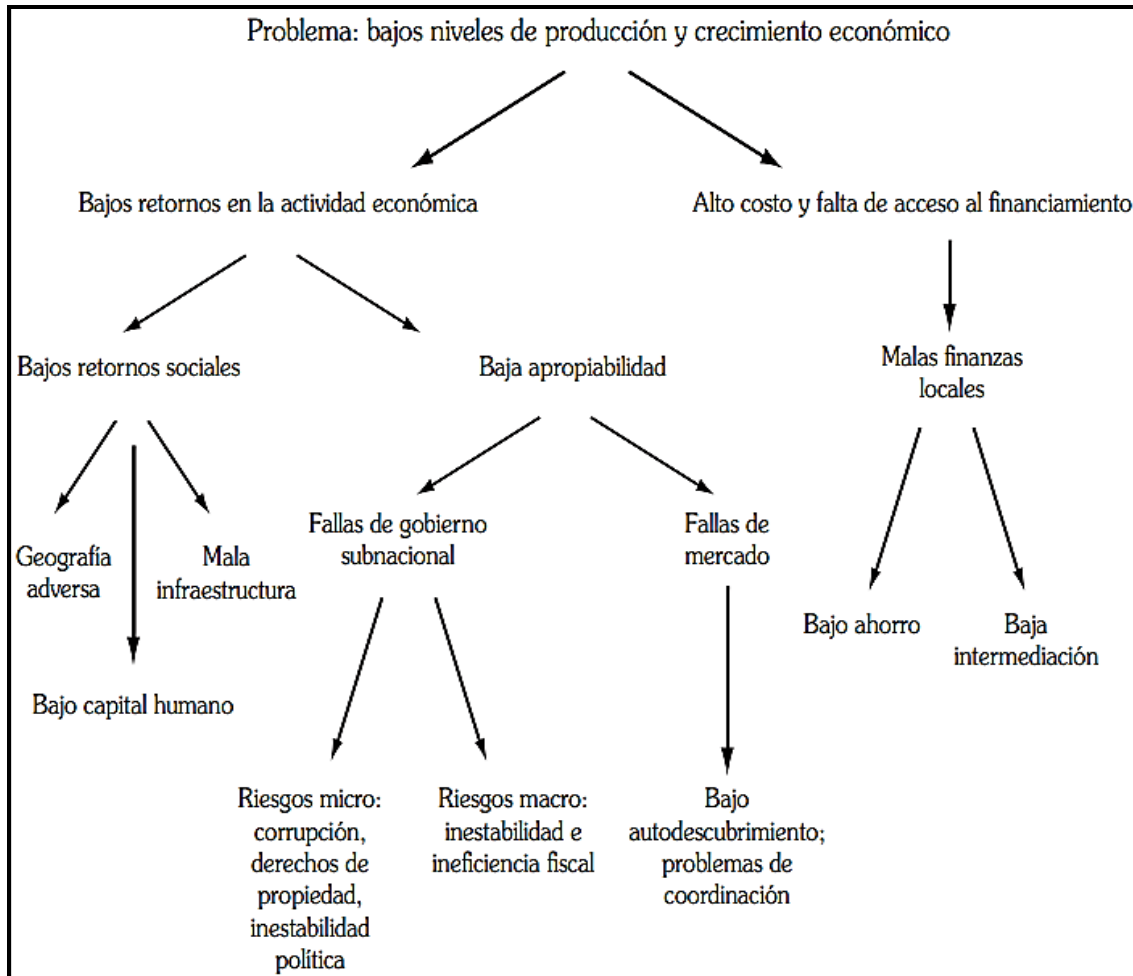 Problema: bajos niveles de producción y crecimiento económico
Bajos retornos en la actividad económica
Alto costo y falta de acceso al financiamiento
Bajos retornos sociales
Baja apropiabilidad
Malas finanzas
locales
Geografía
adversa
Mala
infraestructura
Bajo capital humano
Fallas de gobierno
subnacional
Fallas de
mercado
Bajo ahorro
Baja
intermediación
Riesgos micro:
corrupción,
derechos de
propiedad,
inestabilidad
política
Riesgos macro:
inestabilidad e
ineficiencia fiscal
Bajo
autodescubrimiento;
problemas de
coordinación